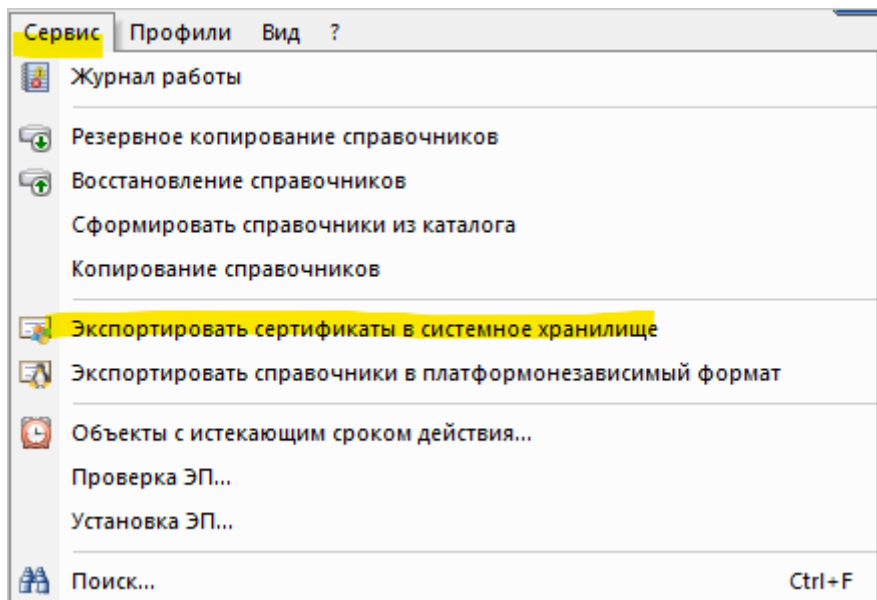 Сервис Профили Вид ?
Журнал работы
Резервное копирование справочников
Восстановление справочников
Сформировать справочники из каталога
Копирование справочников
Экспортировать сертификаты в системное хранилище
Экспортировать справочники в платформонезависимый формат
Объекты с истекающим сроком действия...
Проверка ЭП...
Установка ЭП...
Поиск... Ctrl+F